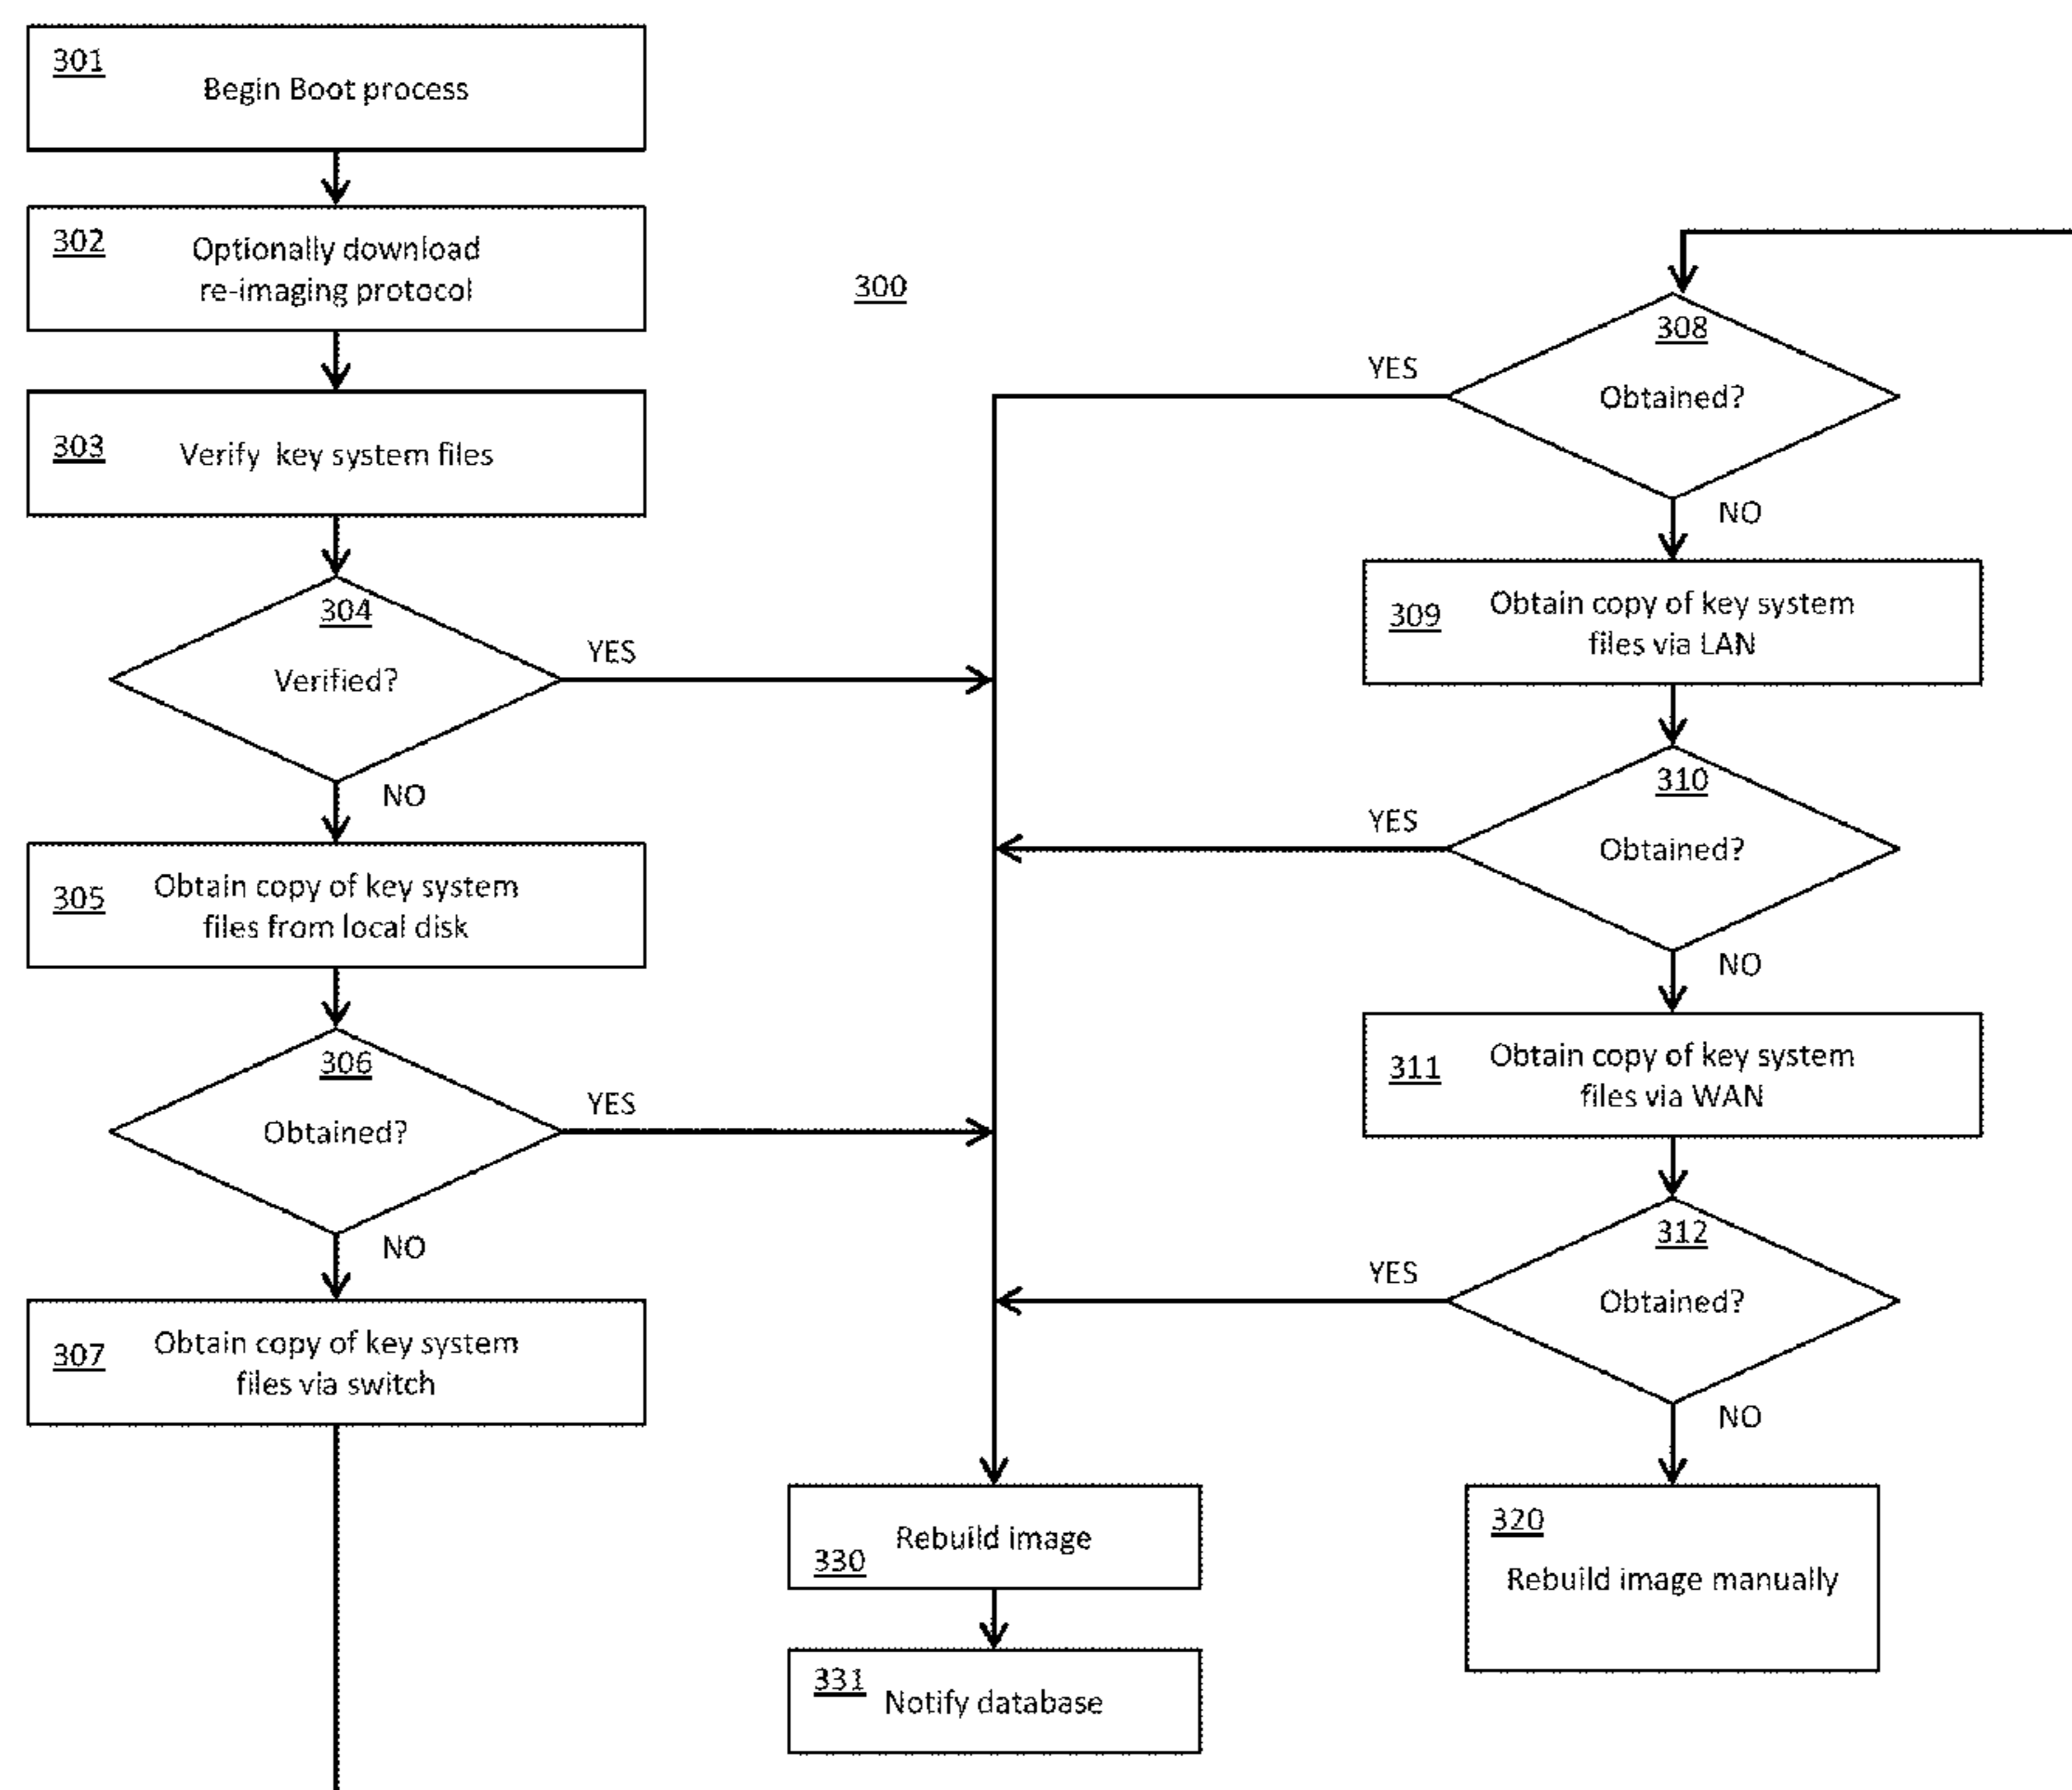 301
Begin Boot process
302
Optionally download
re-imaging protocol
303
Verify key system files
304
Verified?
YES
NO
305
Obtain copy of key system
files from local disk
306
Obtained?
YES
NO
307
Obtain copy of key system
files via switch
300
308
Obtained?
YES
NO
309
Obtain copy of key system
files via LAN
310
Obtained?
YES
NO
311
Obtain copy of key system
files via WAN
312
Obtained?
YES
NO
320
Rebuild image manually
Rebuild image
330
331
Notify database